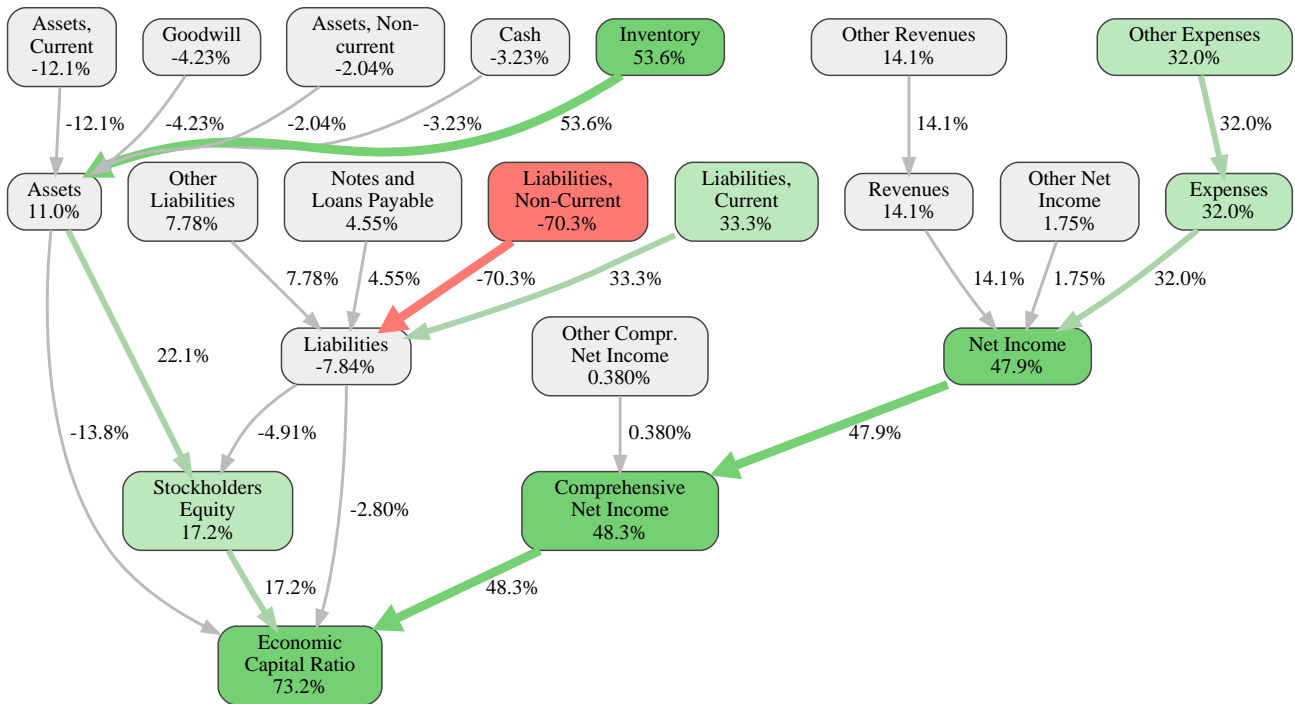 Assets,
Current
-12.1%
Goodwill
-4.23%
Assets, Non-
current
-2.04%
Cash
-3.23%
Inventory
53.6%
Other Revenues
14.1%
Other Expenses
32.0%
-12.1%
-4.23%
-2.04%
-3.23%
53.6%
14.1%
32.0%
Assets
11.0%
Other
Liabilities
7.78%
Notes and
Loans Payable
4.55%
Liabilities,
Non-Current
-70.3%
Liabilities,
Current
33.3%
Revenues
14.1%
Other Net
Income
1.75%
Expenses
32.0%
7.78%
4.55%
-70.3%
33.3%
14.1%
1.75%
32.0%
22.1%
Liabilities
-7.84%
Other Compr.
Net Income
0.380%
Net Income
47.9%
-13.8%
-4.91%
0.380%
47.9%
Stockholders
Equity
17.2%
-2.80%
Comprehensive
Net Income
48.3%
17.2%
48.3%
Economic
Capital Ratio
73.2%